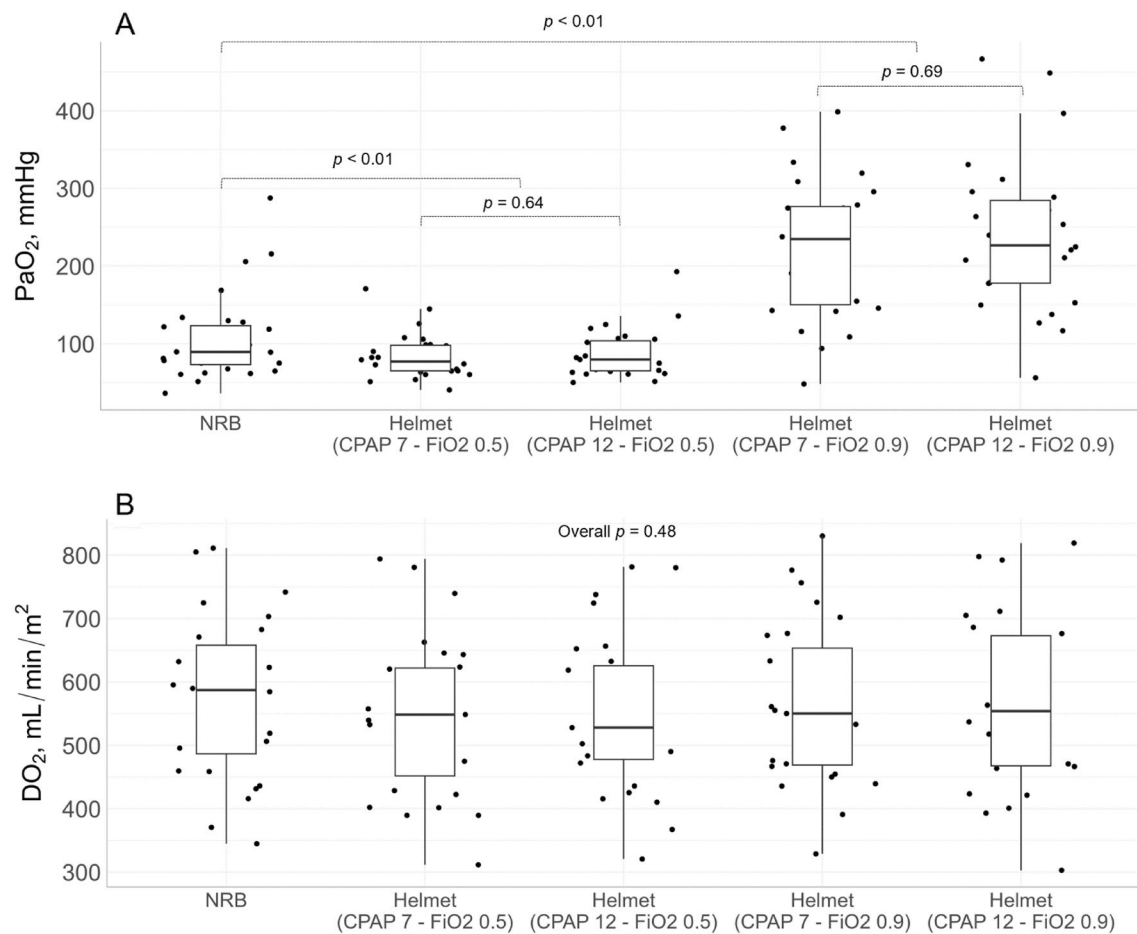 A
p < 0.01
p = 0.69
p < 0.01
p = 0.64
PaO2, mmHg
400
300
200
100
NRB
Helmet
(CPAP 7 - FiO2 0.5)
Helmet
(CPAP 12 - FiO2 0.5)
Helmet
(CPAP 7 - FiO2 0.9)
Helmet
(CPAP 12 - FiO2 0.9)
B
Overall p = 0.48
DO2, mL/min/m2
800
700
600
500
400
300
NRB
Helmet
(CPAP 7 - FiO2 0.5)
Helmet
(CPAP 12 - FiO2 0.5)
Helmet
(CPAP 7 - FiO2 0.9)
Helmet
(CPAP 12 - FiO2 0.9)